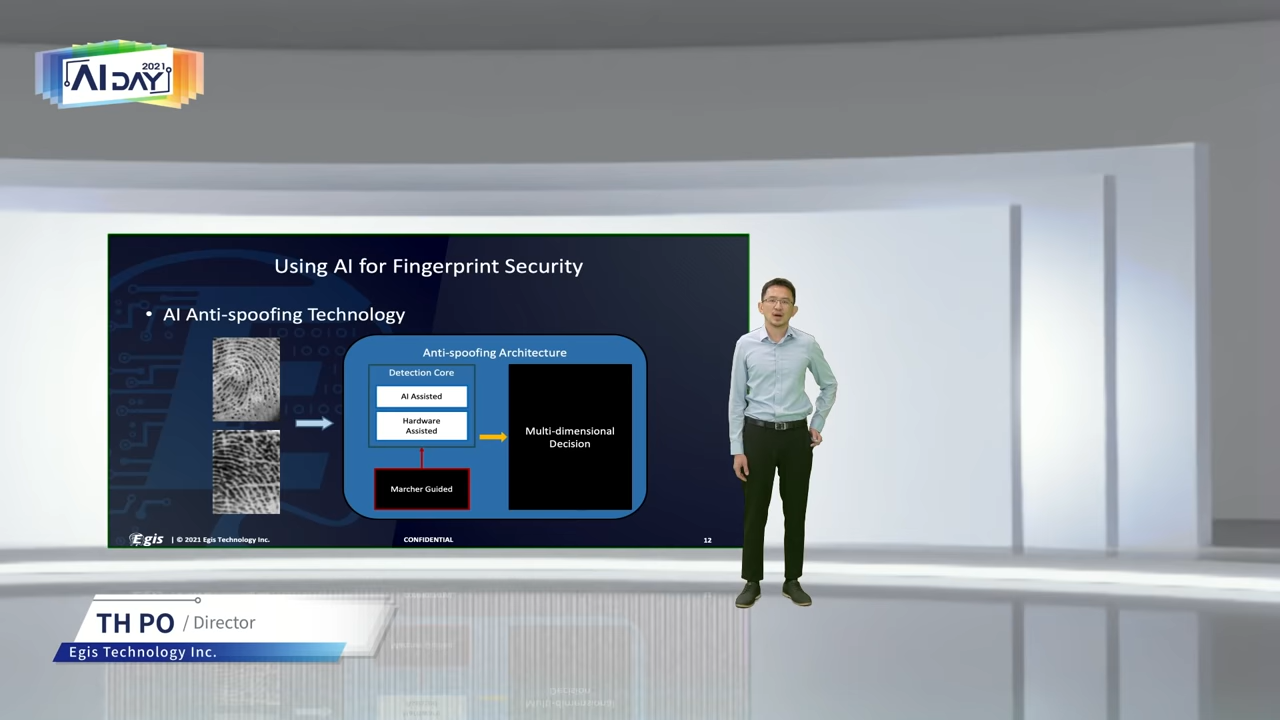 2021
AI DAY
Using AI for Fingerprint Security
• AI Anti-spoofing Technology
Anti-spoofing Architecture
Detection Core
AI Assisted
Hardware
Assisted
Marcher Guided
Multi-dimensional
Decision
Egis | © 2021 Egis Technology Inc.
CONFIDENTIAL
12
TH PO / Director
Egis Technology Inc.